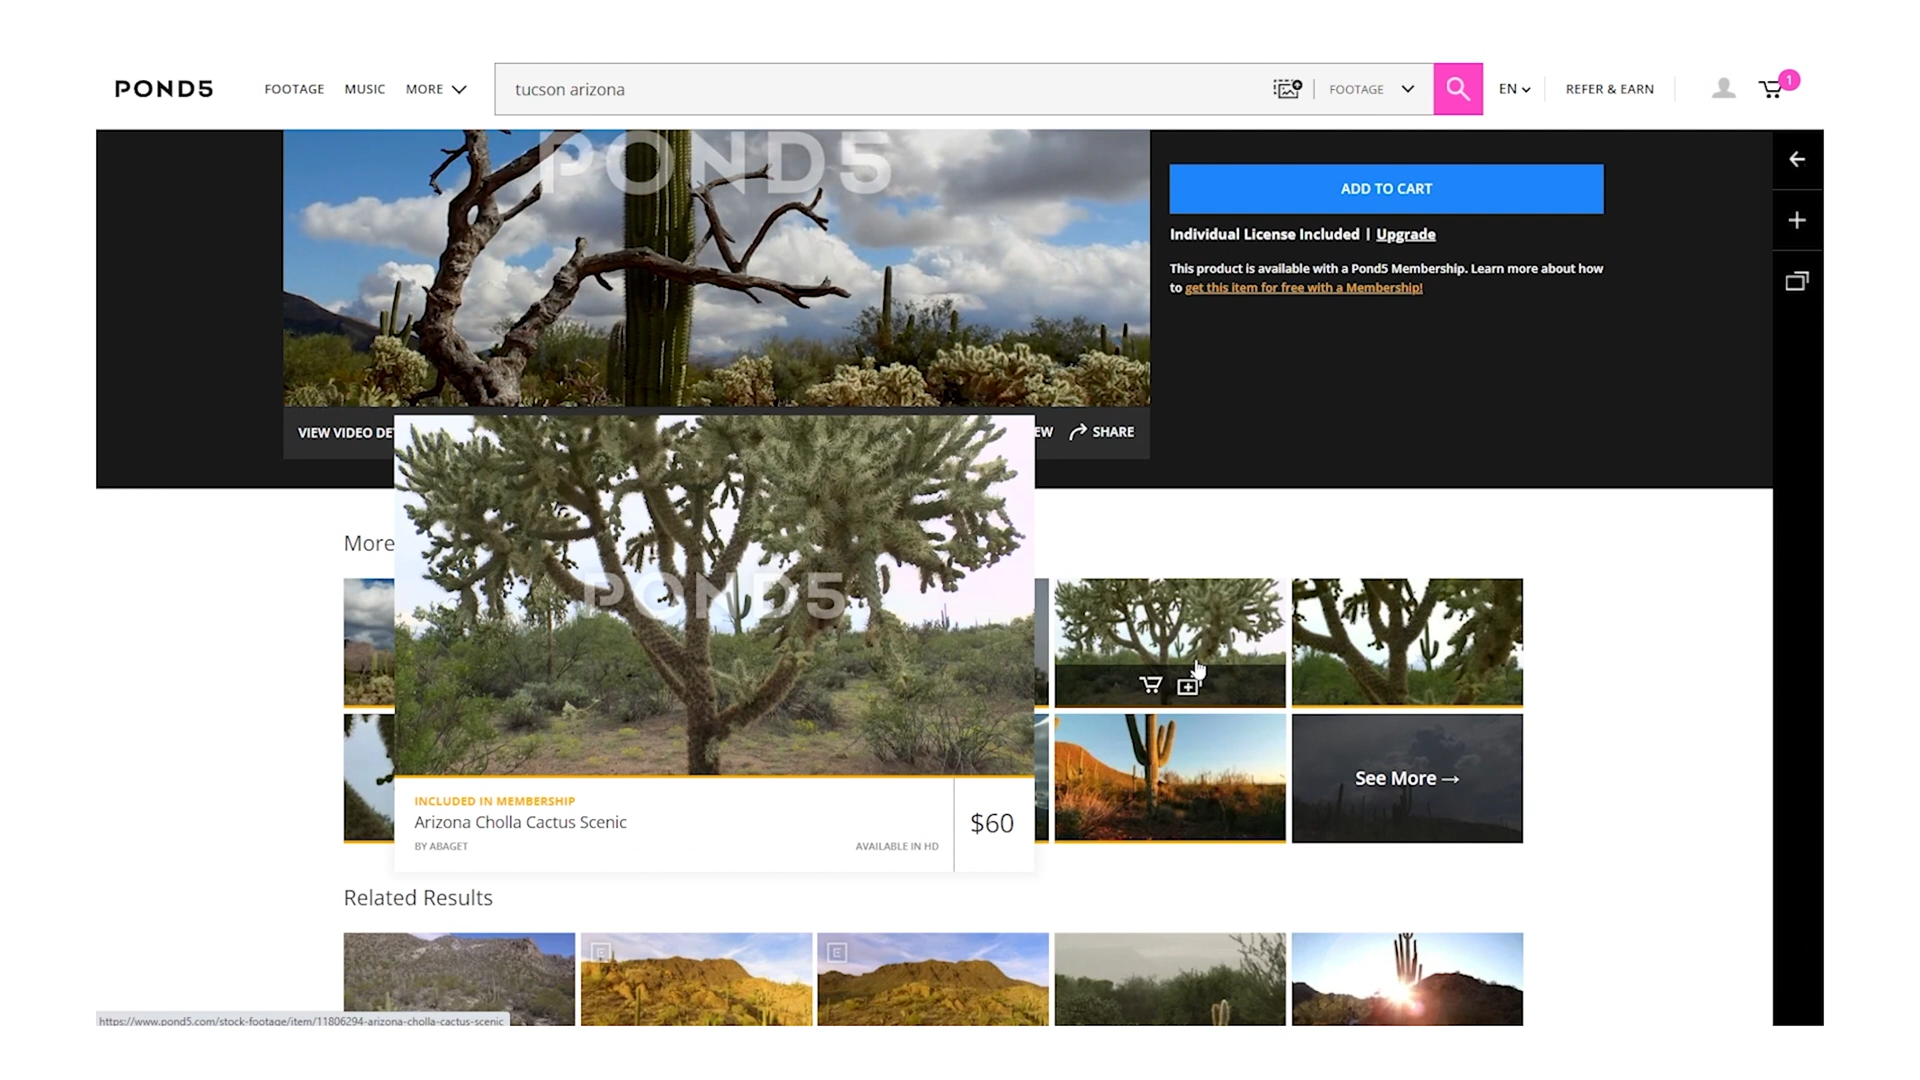 POND5
FOOTAGE
MUSIC
MORE
tucson arizona
FOOTAGE
EN
REFER & EARN
1
POND5
ADD TO CART
Individual License Included | Upgrade
This product is available with a Pond5 Membership. Learn more about how
to get this item for free with a Membership!
VIEW VIDEO DE
EW
SHARE
More
POND5
INCLUDED IN MEMBERSHIP
Arizona Cholla Cactus Scenic
BY ABAGET
AVAILABLE IN HD
$60
See More →
Related Results
E
E
https://www.pond5.com/stock-footage/item/11806294-arizona-cholla-cactus-scenic